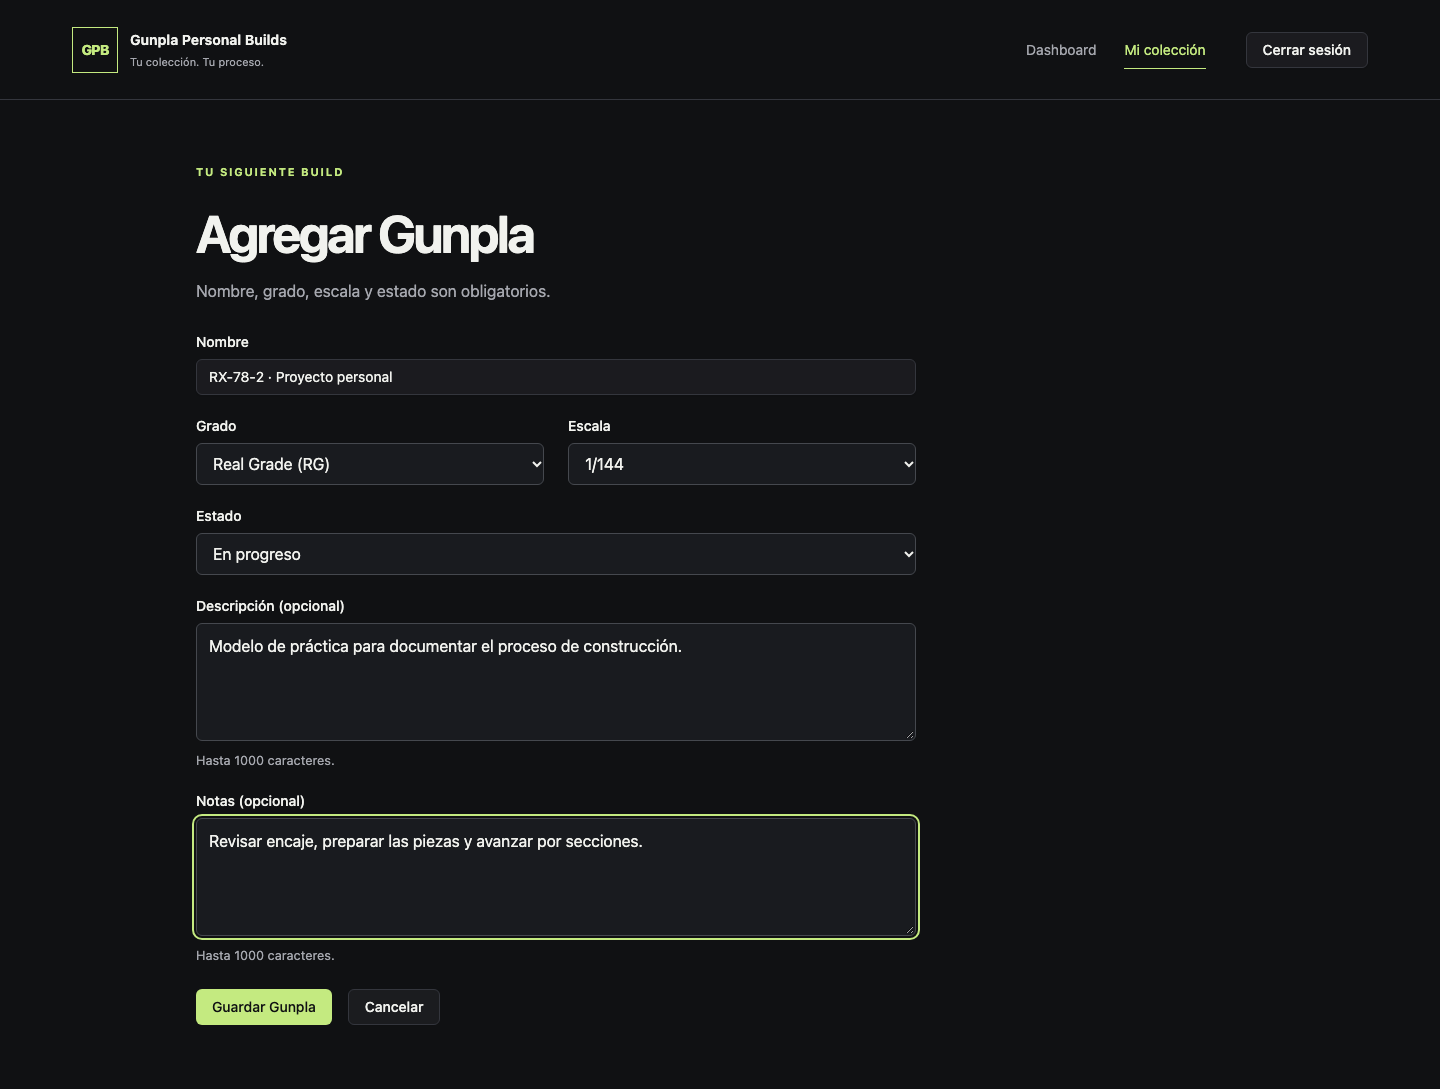 GPB
Gunpla Personal Builds
Tu colección. Tu proceso.
Dashboard
Mi colección
Cerrar sesión
TU SIGUIENTE BUILD
Agregar Gunpla
Nombre, grado, escala y estado son obligatorios.
Nombre
RX-78-2 · Proyecto personal
Grado
Escala
Real Grade (RG)
1/144
Estado
En progreso
Descripción (opcional)
Modelo de práctica para documentar el proceso de construcción.
Hasta 1000 caracteres.
Notas (opcional)
Revisar encaje, preparar las piezas y avanzar por secciones.
Hasta 1000 caracteres.
Guardar Gunpla
Cancelar